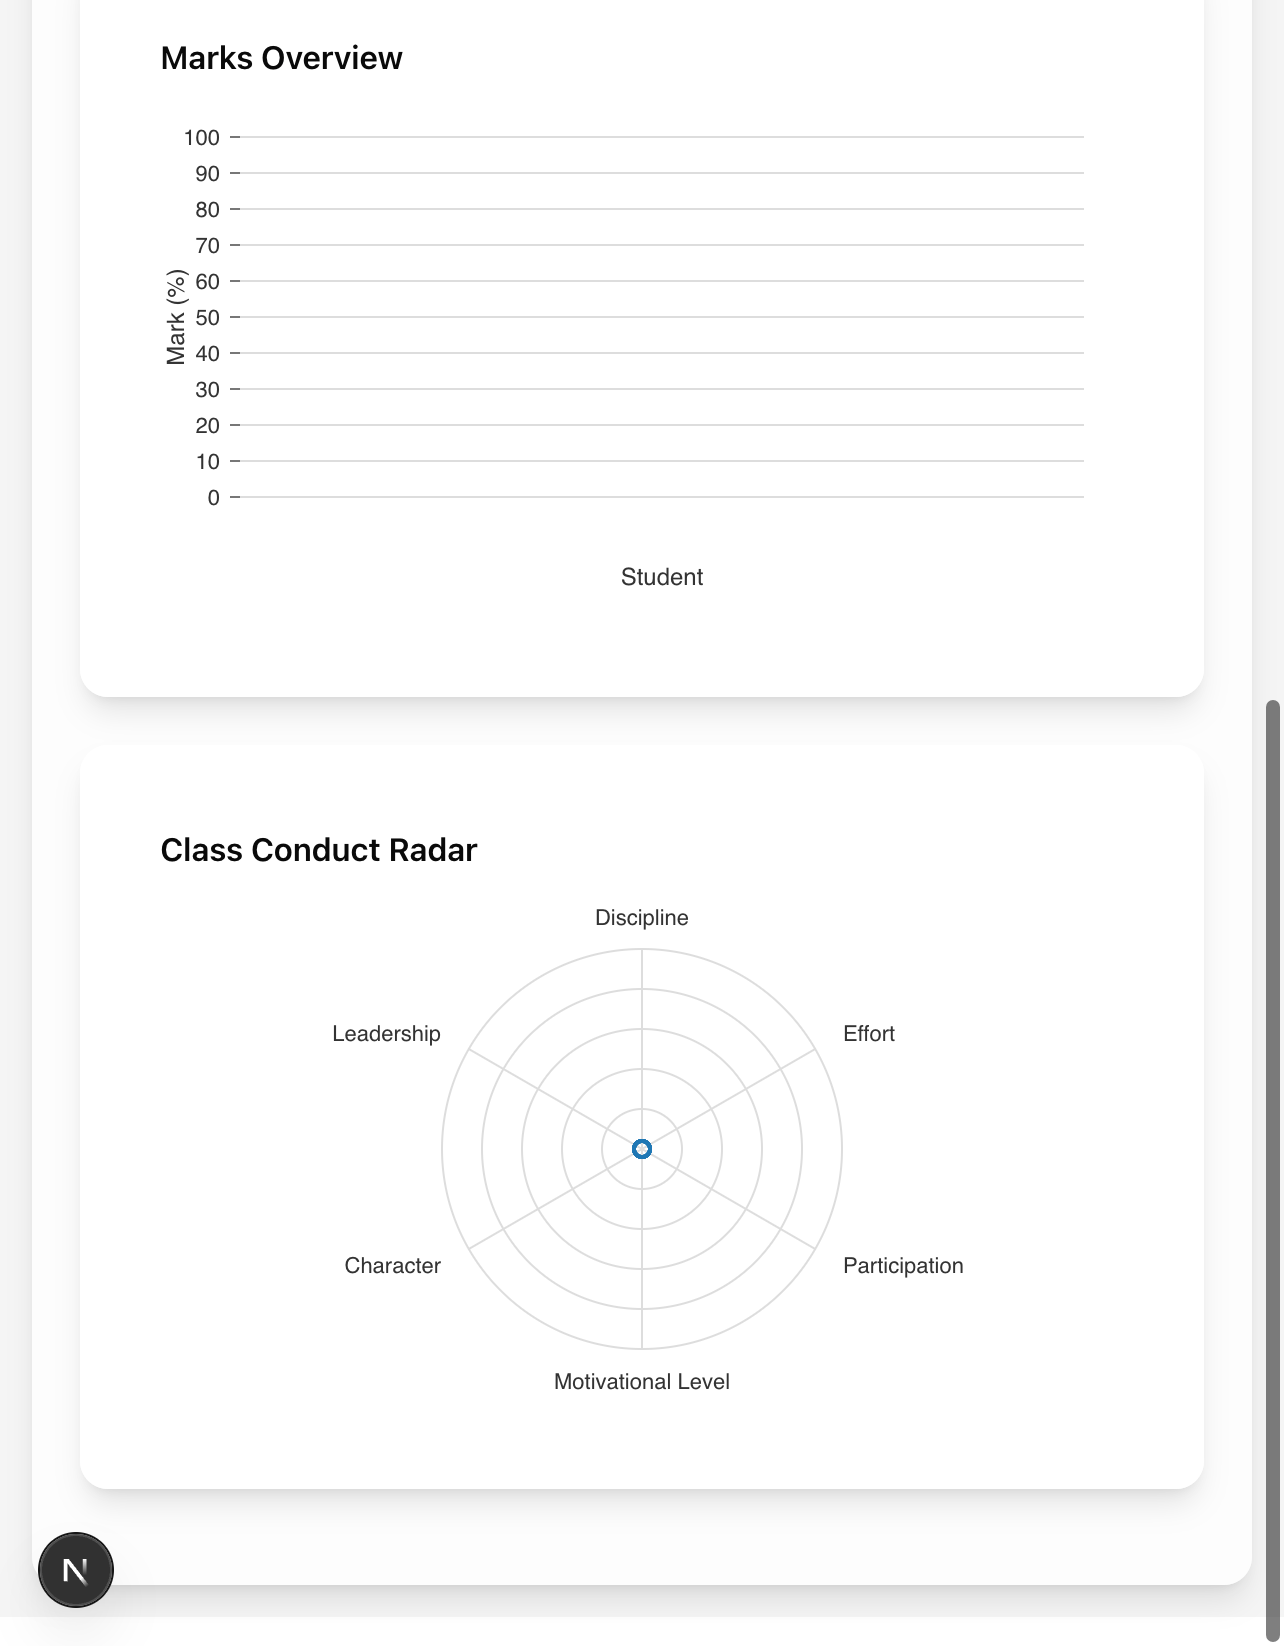 Marks Overview
100
90
80
70
60
50
40
30
20
10
0
Mark (%)
Student
Class Conduct Radar
Discipline
Leadership
Effort
Character
Participation
Motivational Level
N